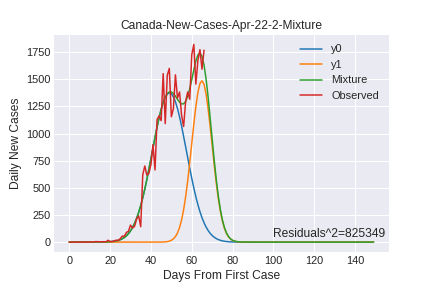 Canada-New-Cases-Apr-22-2-Mixture
Daily New Cases
1750
1500
1250
1000
750
500
250
0
y0
y1
Mixture
Observed
Residuals^2=825349
0 20 40 60 80 100 120 140
Days From First Case